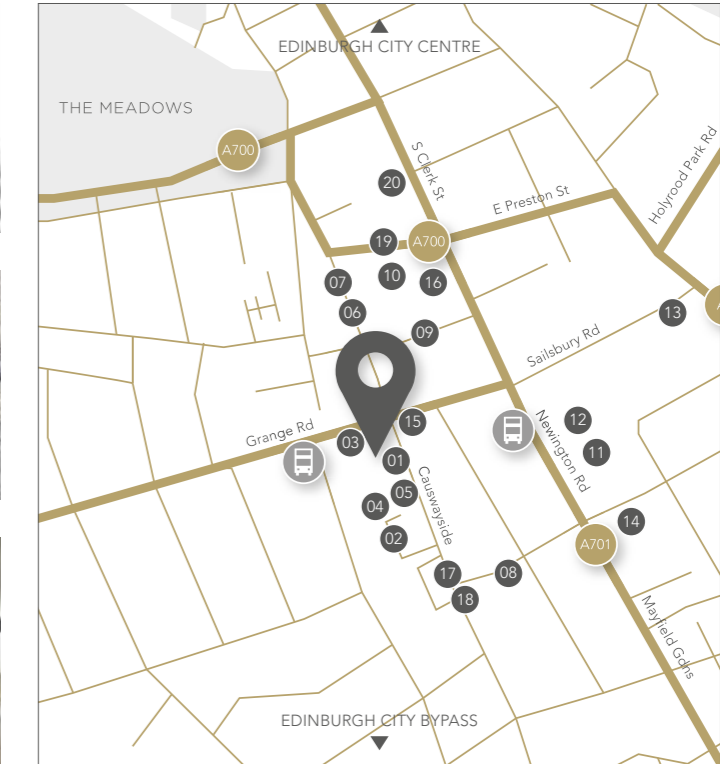 EDINBURGH CITY CENTRE
THE MEADOWS
A700
S Clerk St
Holyrood Park Rd
20
E Preston St
19
A700
07
10
16
06
13
09
Sailsbury Rd
15
12
Grange Rd
03
Newington Rd
01
11
05
Causwayside
04
14
02
A701
17
08
18
Mayfield Gdns
EDINBURGH CITY BYPASS